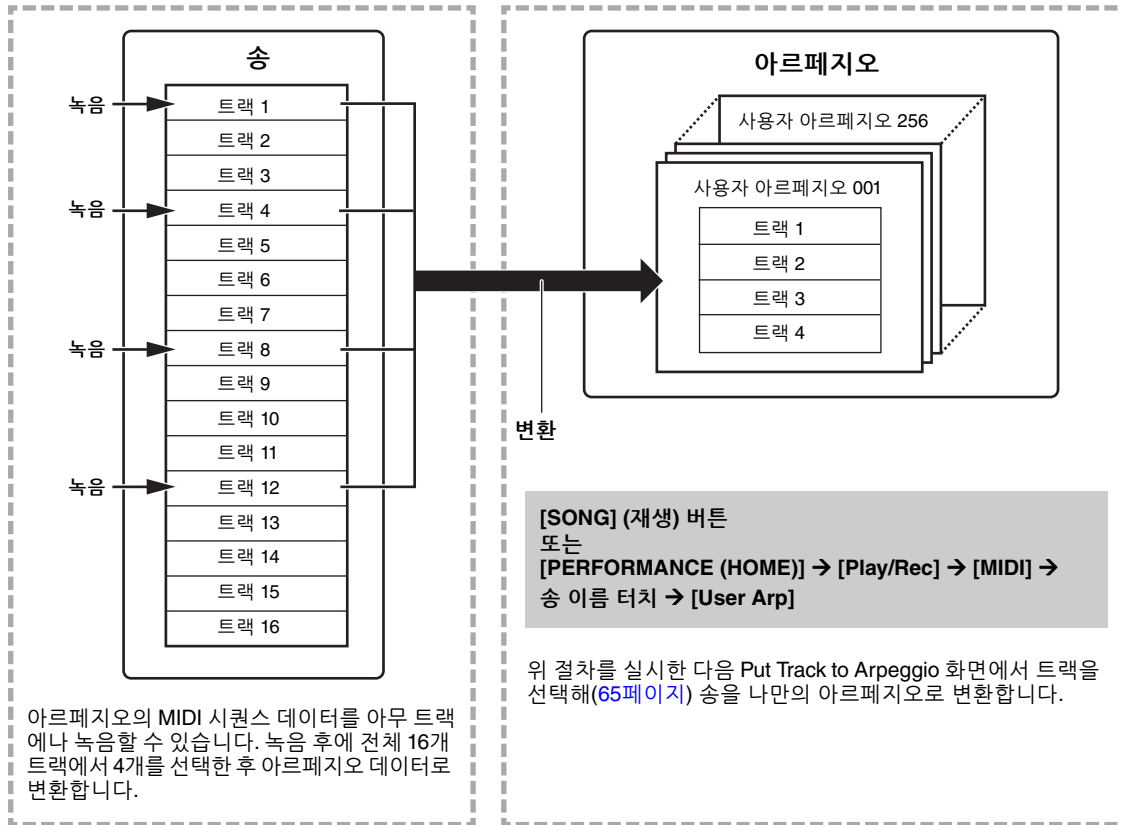 송
녹음
트랙 1
트랙 2
트랙 3
녹음
트랙 4
트랙 5
트랙 6
트랙 7
녹음
트랙 8
트랙 9
트랙 10
트랙 11
녹음
트랙 12
트랙 13
트랙 14
트랙 15
트랙 16
아르페지오의 MIDI 시퀀스 데이터를 아무 트랙
에나 녹음할 수 있습니다. 녹음 후에 전체 16개
트랙에서 4개를 선택한 후 아르페지오 데이터로
변환합니다.
변환
아르페지오
사용자 아르페지오 256
사용자 아르페지오 001
트랙 1
트랙 2
트랙 3
트랙 4
[SONG] (재생) 버튼
또는
[PERFORMANCE (HOME)] → [Play/Rec] → [MIDI] →
송 이름 터치 → [User Arp]
위 절차를 실시한 다음 Put Track to Arpeggio 화면에서 트랙을
선택해(65페이지) 송을 나만의 아르페지오로 변환합니다.